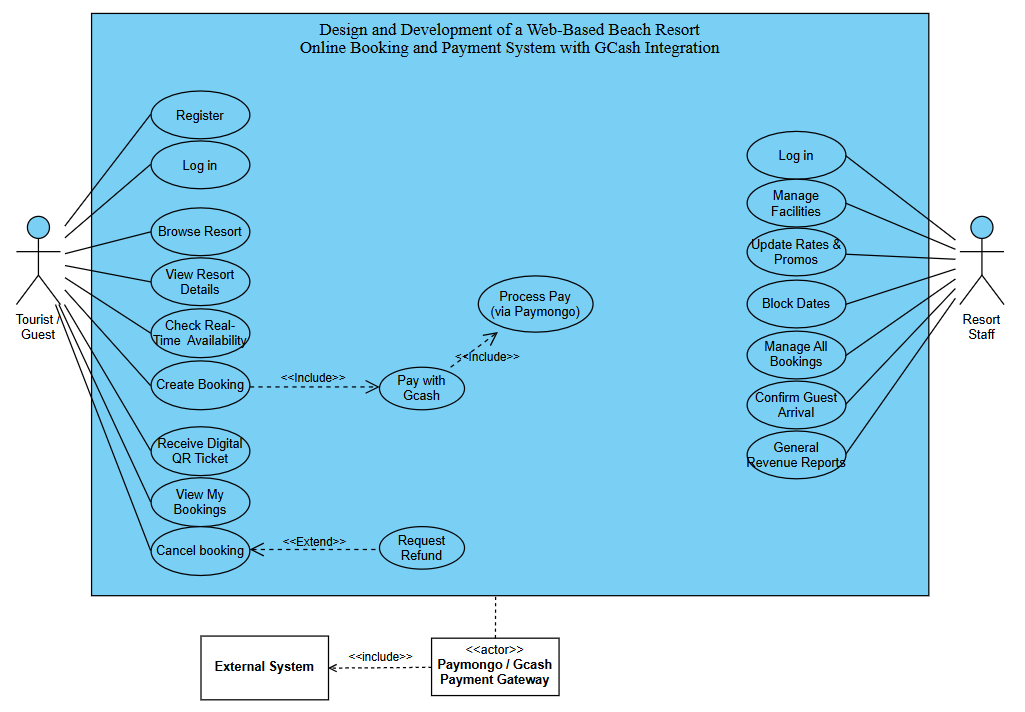 Design and Development of a Web-Based Beach Resort
Online Booking and Payment System with GCash Integration
Register
Log in
Browse Resort
View Resort
Details
Check Real-
Time Availability
Create Booking
Receive Digital
QR Ticket
View My
Bookings
Cancel booking
Tourist /
Guest
<<Include>>
Pay with
Gcash
<<Include>>
Process Pay
(via Paymongo)
<<Extend>>
Request
Refund
Log in
Manage
Facilities
Update Rates &
Promos
Block Dates
Manage All
Bookings
Confirm Guest
Arrival
General
Revenue Reports
Resort
Staff
External System
<<include>>
<<actor>>
Paymongo / Gcash
Payment Gateway